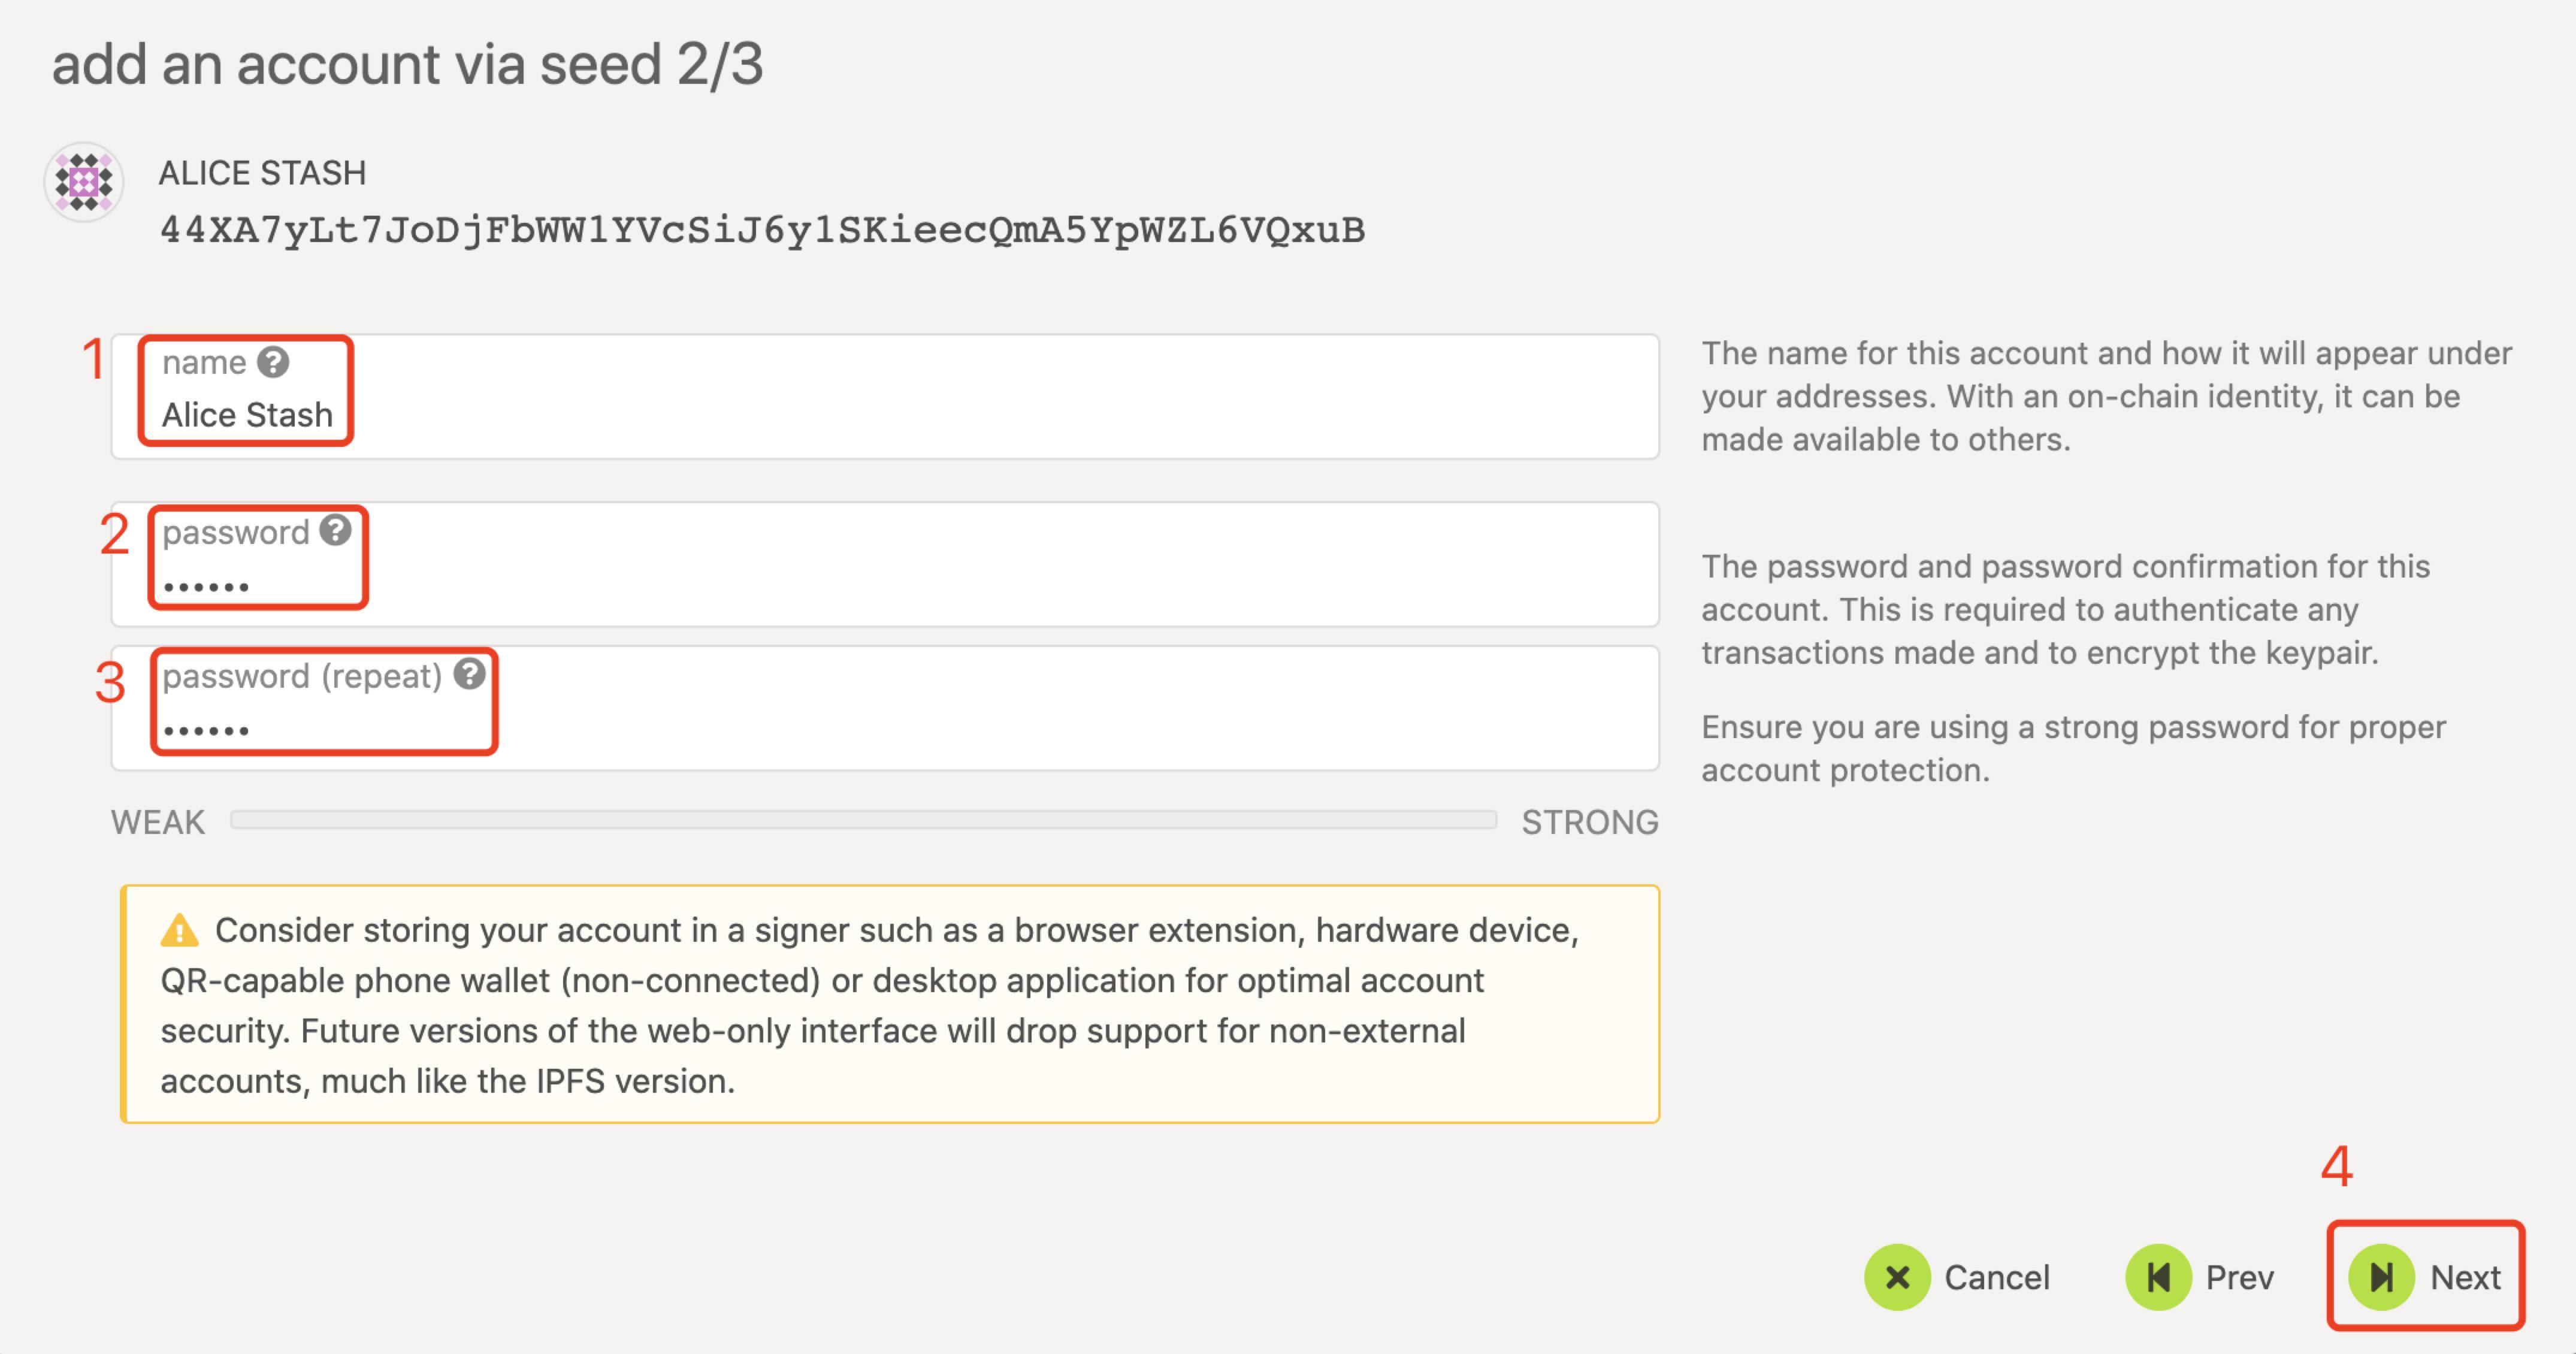 add an account via seed 2/3
ALICE STASH
44XA7yLt7JoDjFbWW1YVcSiJ6y1SKieecQmA5YpWZL6VQxuB
1
name ?
Alice Stash
The name for this account and how it will appear under
your addresses. With an on-chain identity, it can be
made available to others.
2
password ?
••••••
3
password (repeat) ?
••••••
The password and password confirmation for this
account. This is required to authenticate any
transactions made and to encrypt the keypair.
Ensure you are using a strong password for proper
account protection.
WEAK
STRONG
Consider storing your account in a signer such as a browser extension, hardware device,
QR-capable phone wallet (non-connected) or desktop application for optimal account
security. Future versions of the web-only interface will drop support for non-external
accounts, much like the IPFS version.
4
Cancel
Prev
Next